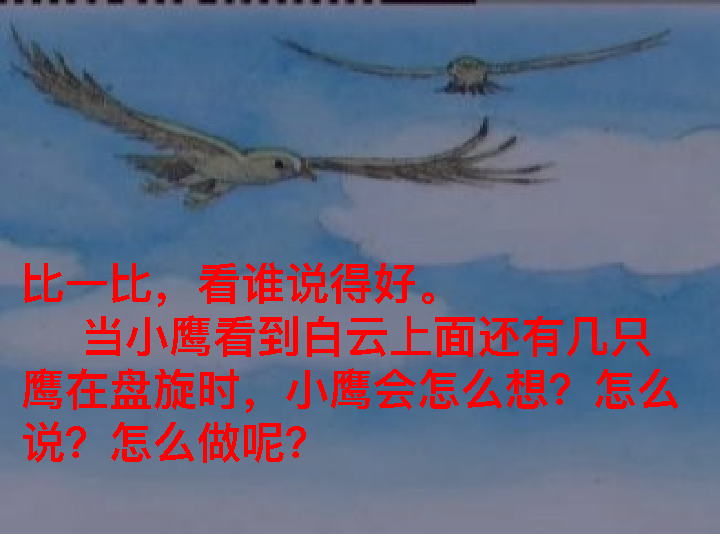 比一比，看谁说得好。
当小鹰看到白云上面还有几只
鹰在盘旋时，小鹰会怎么想？怎么
说？怎么做呢？